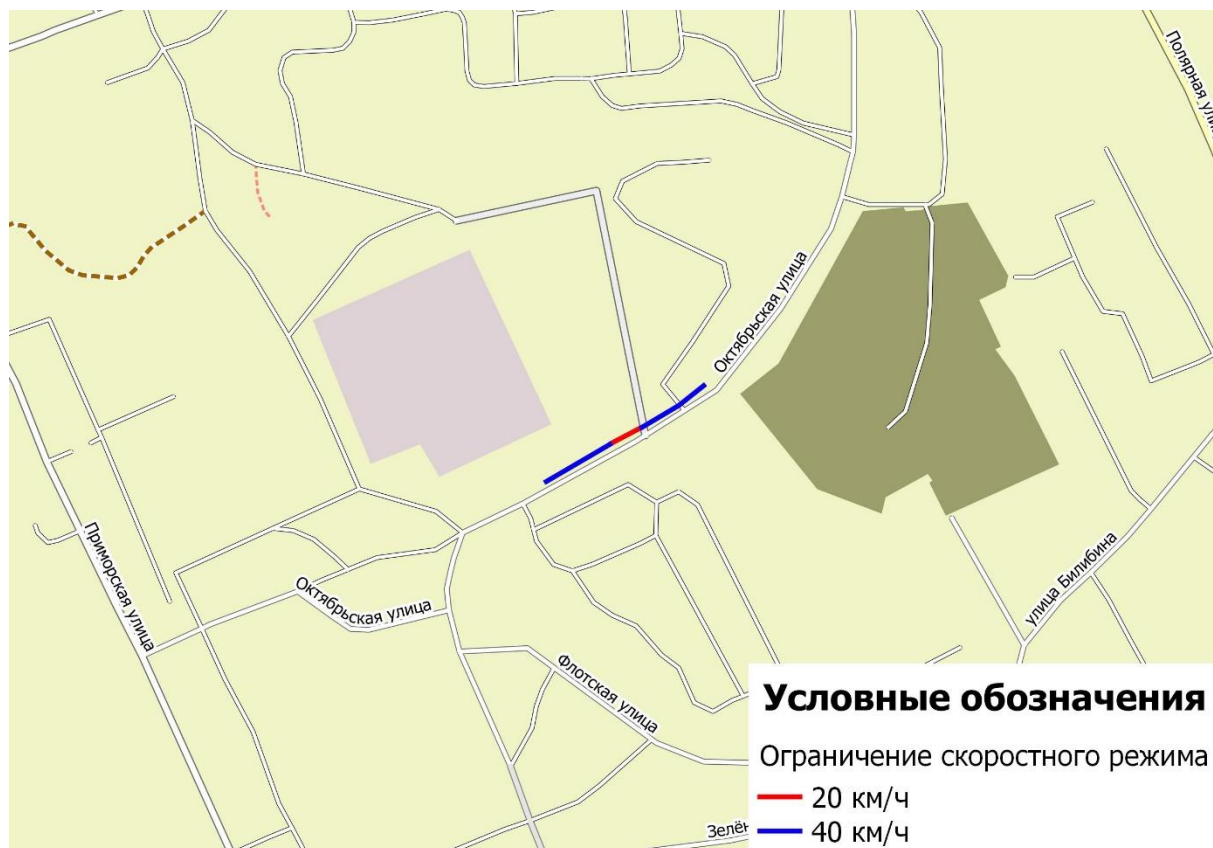 Полярная ули
Октябрьская улица
Приморская улица
Октябрьская улица
улица Билибина
Флотская улица
Зелён
Условные обозначения
Ограничение скоростного режима
20 км/ч
40 км/ч